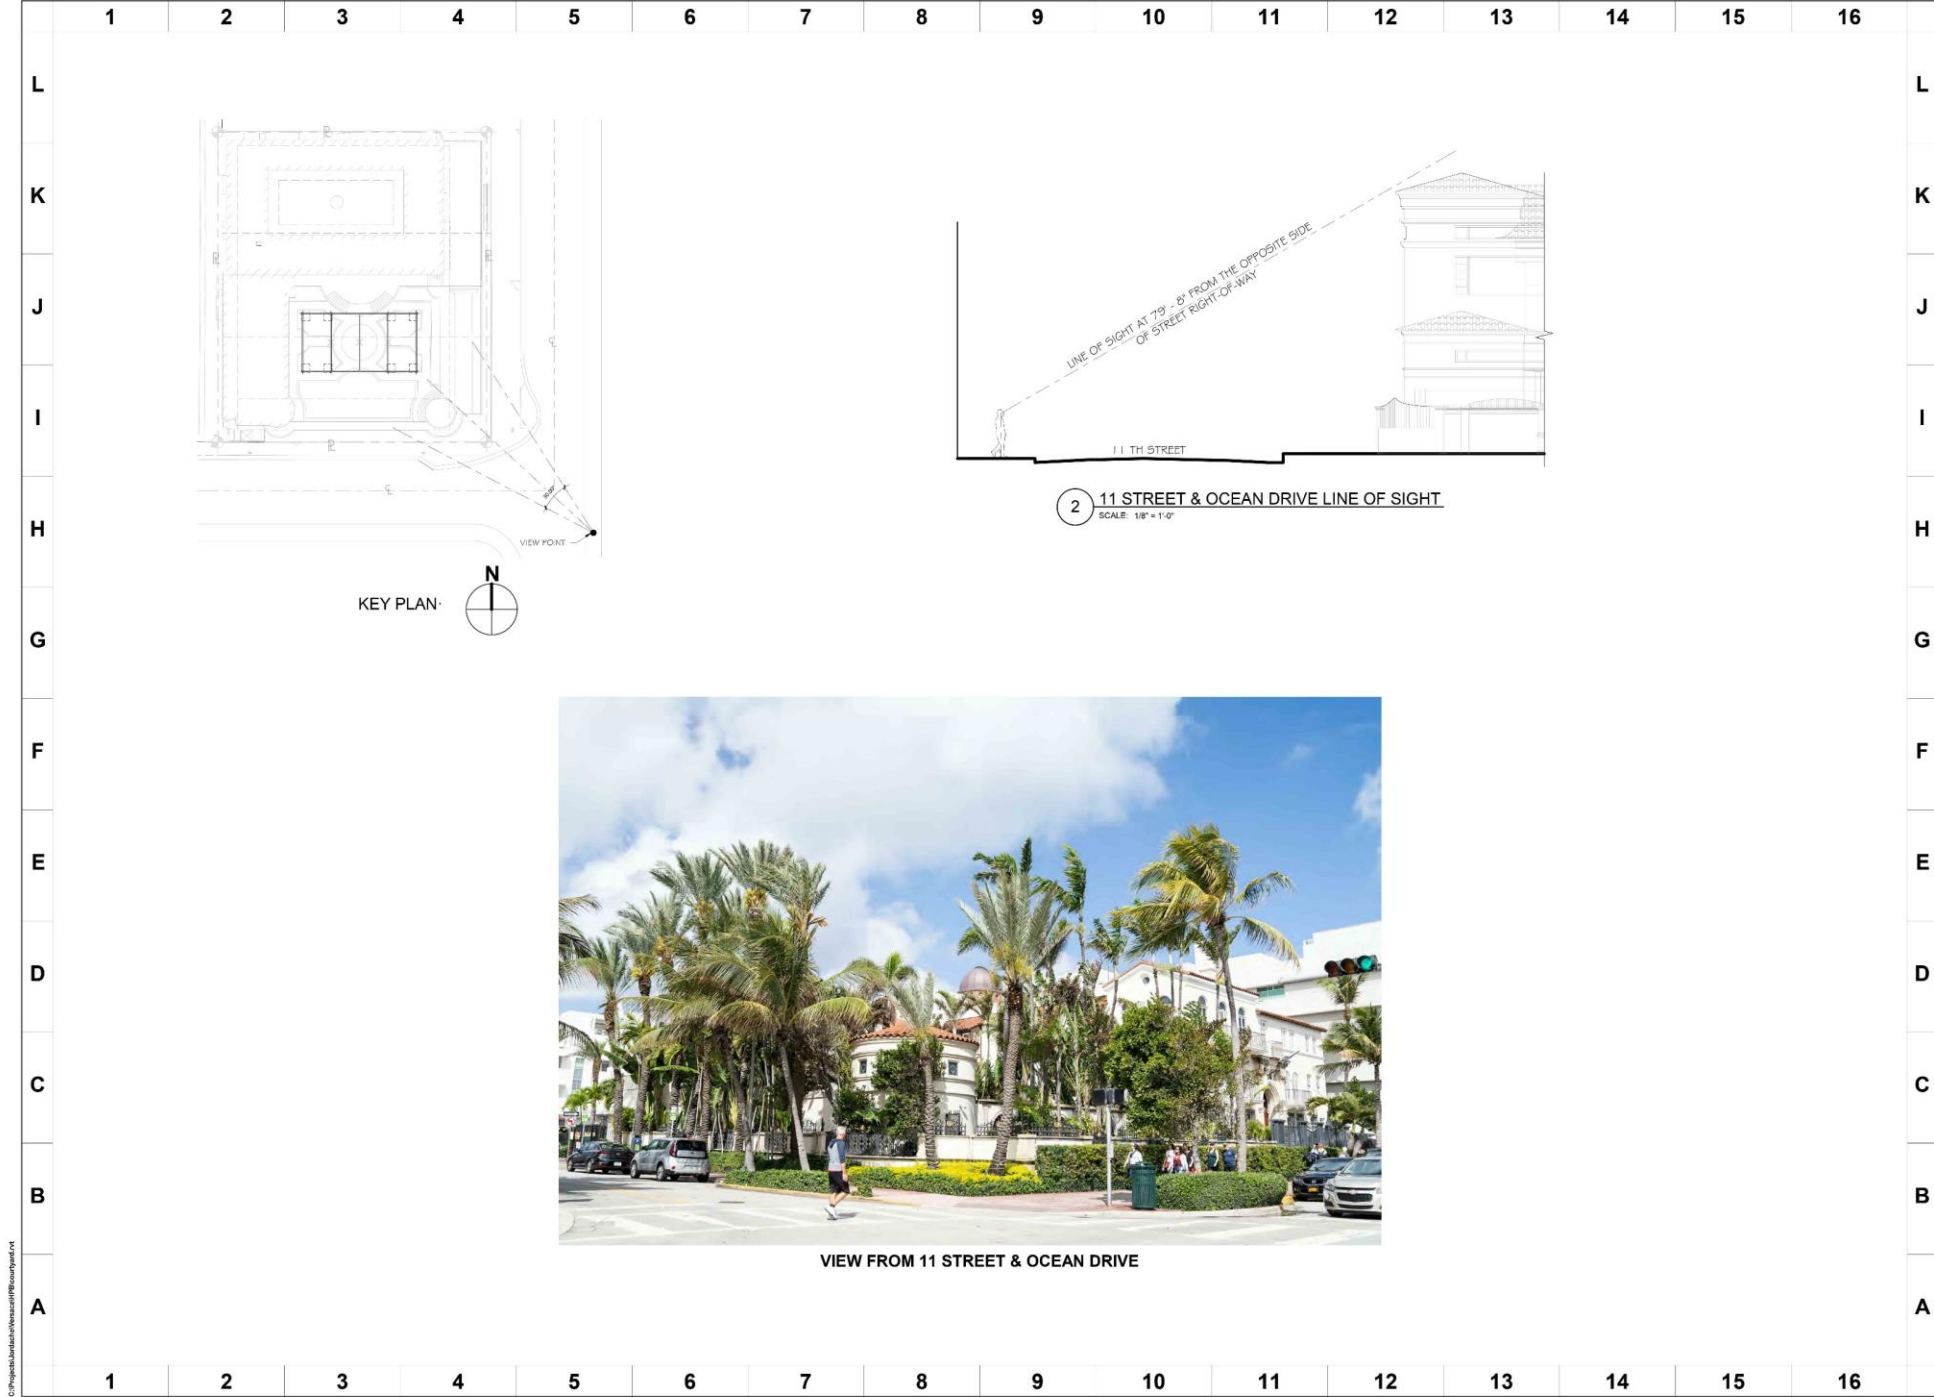 1 2 3 4 5 6 7 8 9 10 11 12 13 14 15 16
L L
K K
J J
I I
H H
G G
F F
E E
D D
C C
B B
A A
VIEW POINT
KEY PLAN
N
LINE OF SIGHT AT 79' - 8" FROM THE OPPOSITE SIDE
OF STREET RIGHT-OF-WAY
11 TH STREET
2 11 STREET & OCEAN DRIVE LINE OF SIGHT
SCALE: 1/8" = 1'-0"
VIEW FROM 11 STREET & OCEAN DRIVE
1 2 3 4 5 6 7 8 9 10 11 12 13 14 15 16